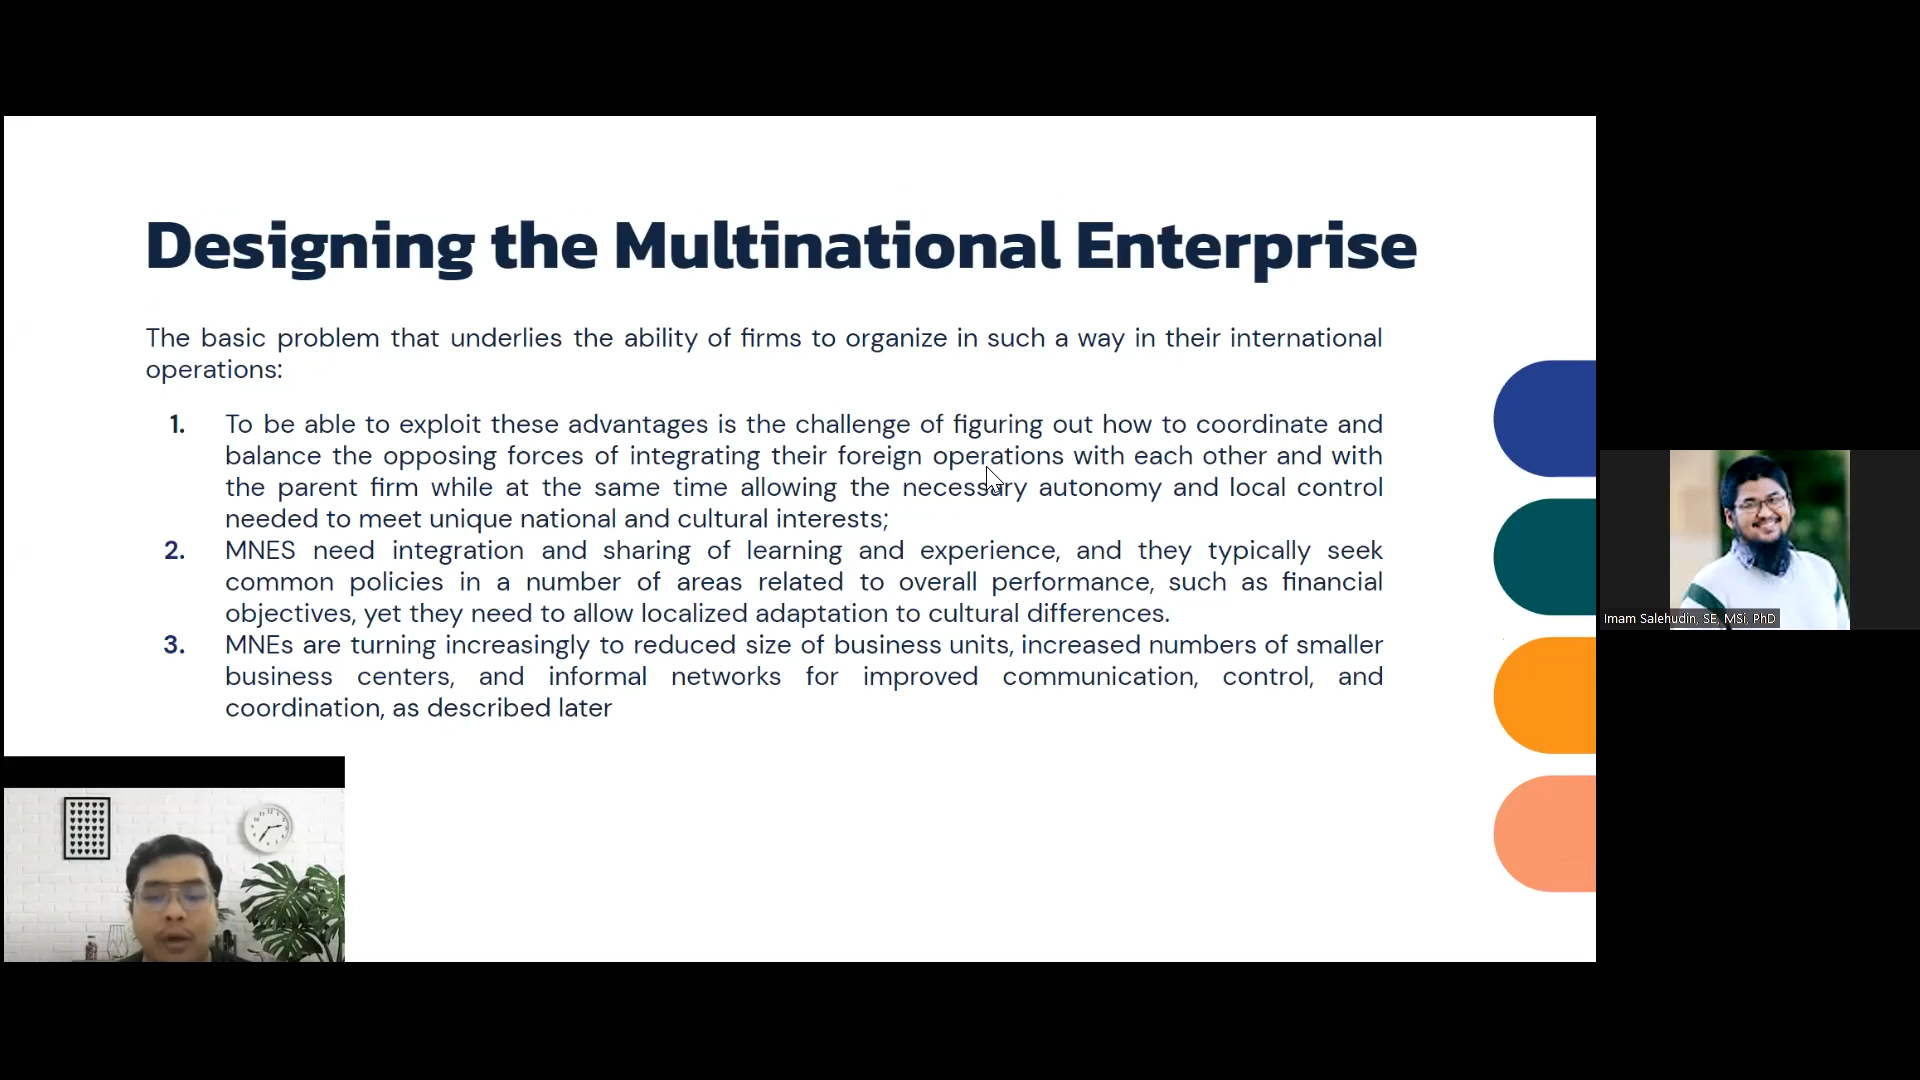 Designing the Multinational Enterprise
The basic problem that underlies the ability of firms to organize in such a way in their international
operations:
1. To be able to exploit these advantages is the challenge of figuring out how to coordinate and
balance the opposing forces of integrating their foreign operations with each other and with
the parent firm while at the same time allowing the necessary autonomy and local control
needed to meet unique national and cultural interests;
2. MNES need integration and sharing of learning and experience, and they typically seek
common policies in a number of areas related to overall performance, such as financial
objectives, yet they need to allow localized adaptation to cultural differences.
3. MNEs are turning increasingly to reduced size of business units, increased numbers of smaller
business centers, and informal networks for improved communication, control, and
coordination, as described later
Imam Salehudin, SE, MSi, PhD